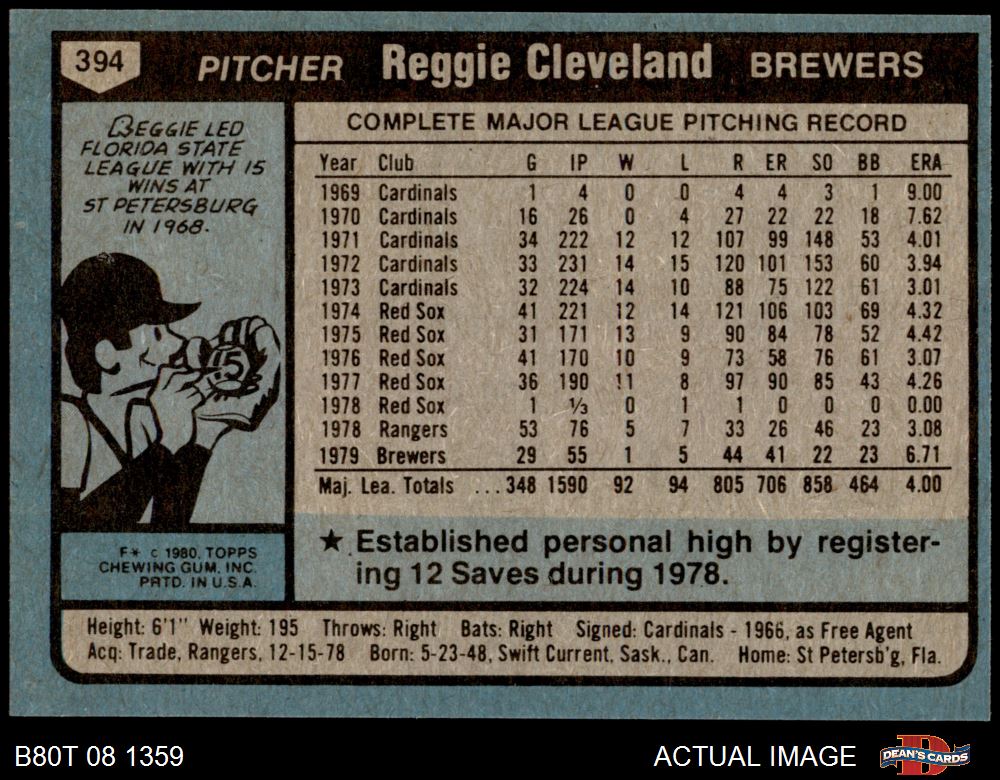 394 PITCHER Reggie Cleveland BREWERS
BEGGIE LED
FLORIDA STATE
LEAGUE WITH 15
WINS AT
ST PETERSBURG
IN 1968.
15
F* © 1980, TOPPS
CHEWING GUM, INC.
PRTD. IN U.S.A.
COMPLETE MAJOR LEAGUE PITCHING RECORD
Year Club G IP W L R ER SO BB ERA
1969 Cardinals 1 4 0 0 4 4 3 1 9.00
1970 Cardinals 16 26 0 4 27 22 22 18 7.62
1971 Cardinals 34 222 12 12 107 99 148 53 4.01
1972 Cardinals 33 231 14 15 120 101 153 60 3.94
1973 Cardinals 32 224 14 10 88 75 122 61 3.01
1974 Red Sox 41 221 12 14 121 106 103 69 4.32
1975 Red Sox 31 171 13 9 90 84 78 52 4.42
1976 Red Sox 41 170 10 9 73 58 76 61 3.07
1977 Red Sox 36 190 11 8 97 90 85 43 4.26
1978 Red Sox 1 ⅓ 0 1 1 0 0 0 0.00
1978 Rangers 53 76 5 7 33 26 46 23 3.08
1979 Brewers 29 55 1 5 44 41 22 23 6.71
Maj. Lea. Totals ...348 1590 92 94 805 706 858 464 4.00
★ Established personal high by register-
ing 12 Saves during 1978.
Height: 6'1" Weight: 195 Throws: Right Bats: Right Signed: Cardinals - 1966, as Free Agent
Acq: Trade, Rangers, 12-15-78 Born: 5-23-48, Swift Current, Sask., Can. Home: St Petersb'g, Fla.
B80T 08 1359 ACTUAL IMAGE DEAN'S CARDS